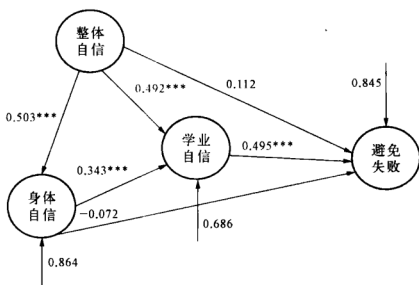 整体
自信
0.492***
0.112
0.845
0.503***
学业
自信
0.495***
避免
失败
0.343***
身体
自信
-0.072
0.686
0.864